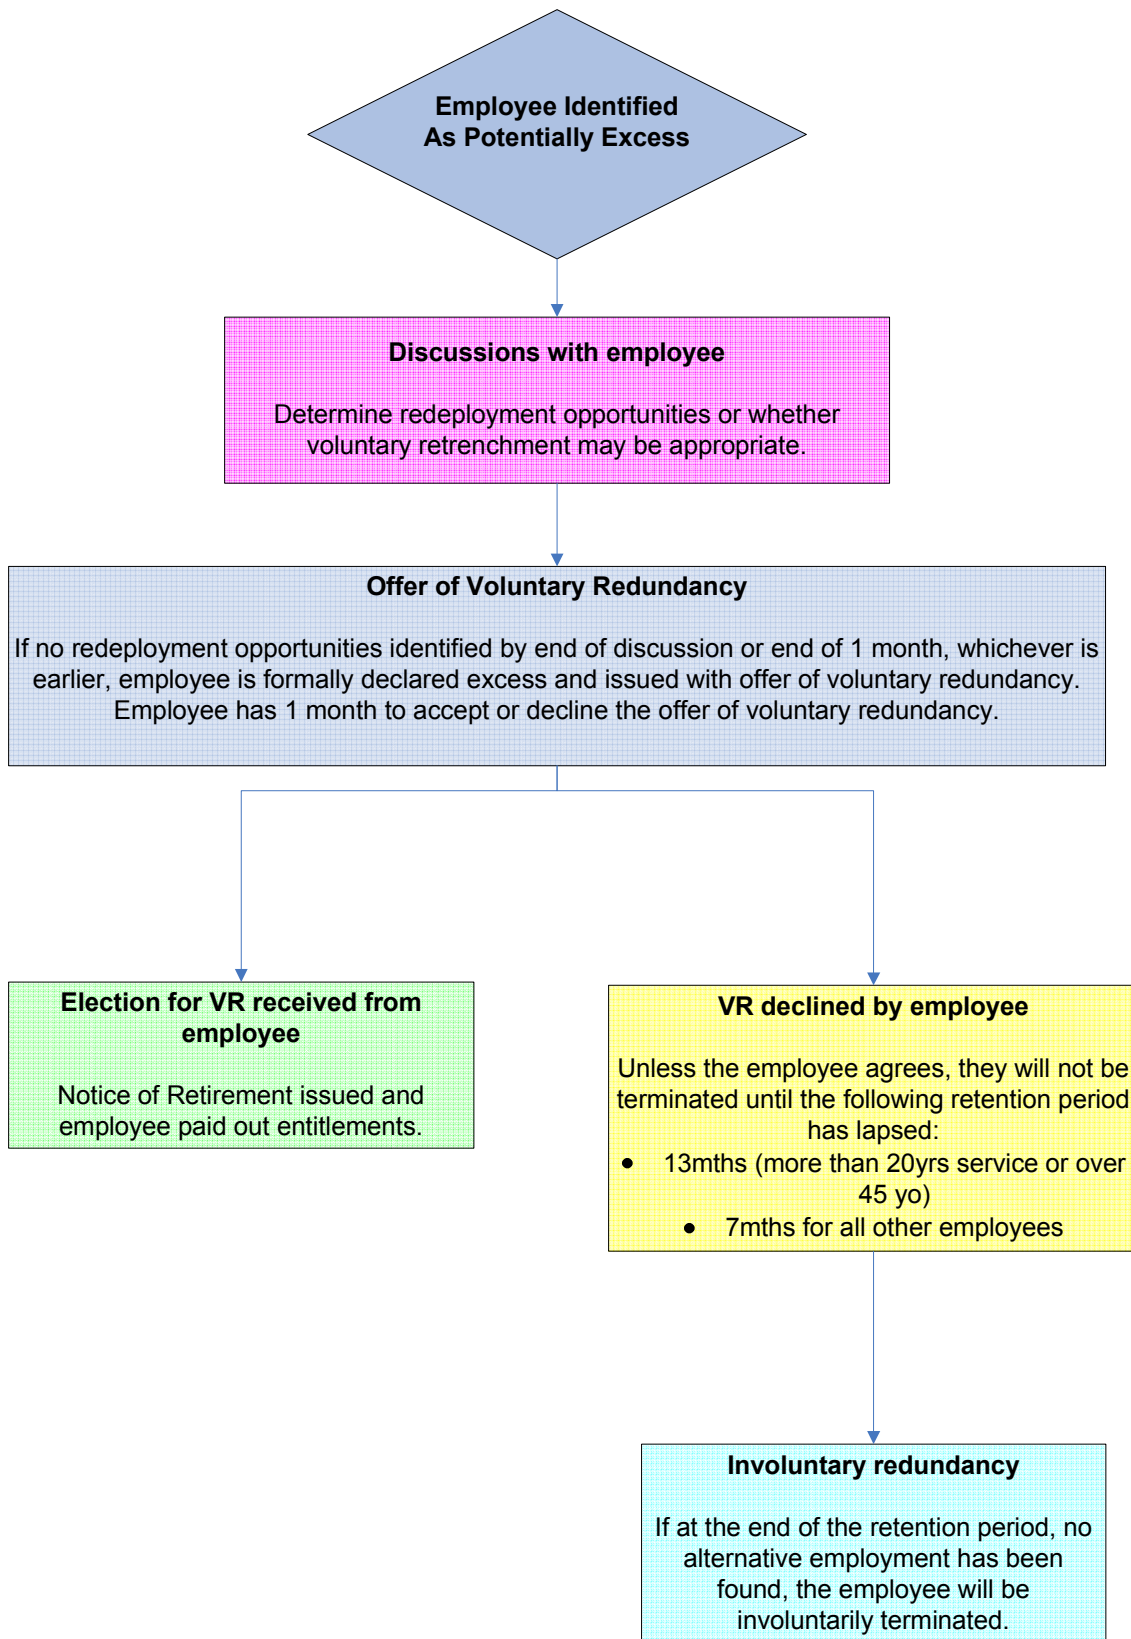 Employee Identified
As Potentially Excess
Discussions with employee
Determine redeployment opportunities or whether
voluntary retrenchment may be appropriate.
Offer of Voluntary Redundancy
If no redeployment opportunities identified by end of discussion or end of 1 month, whichever is
earlier, employee is formally declared excess and issued with offer of voluntary redundancy.
Employee has 1 month to accept or decline the offer of voluntary redundancy.
Election for VR received from
employee
Notice of Retirement issued and
employee paid out entitlements.
VR declined by employee
Unless the employee agrees, they will not be
terminated until the following retention period
has lapsed:
• 13mths (more than 20yrs service or over
45 yo)
• 7mths for all other employees
Involuntary redundancy
If at the end of the retention period, no
alternative employment has been
found, the employee will be
involuntarily terminated.